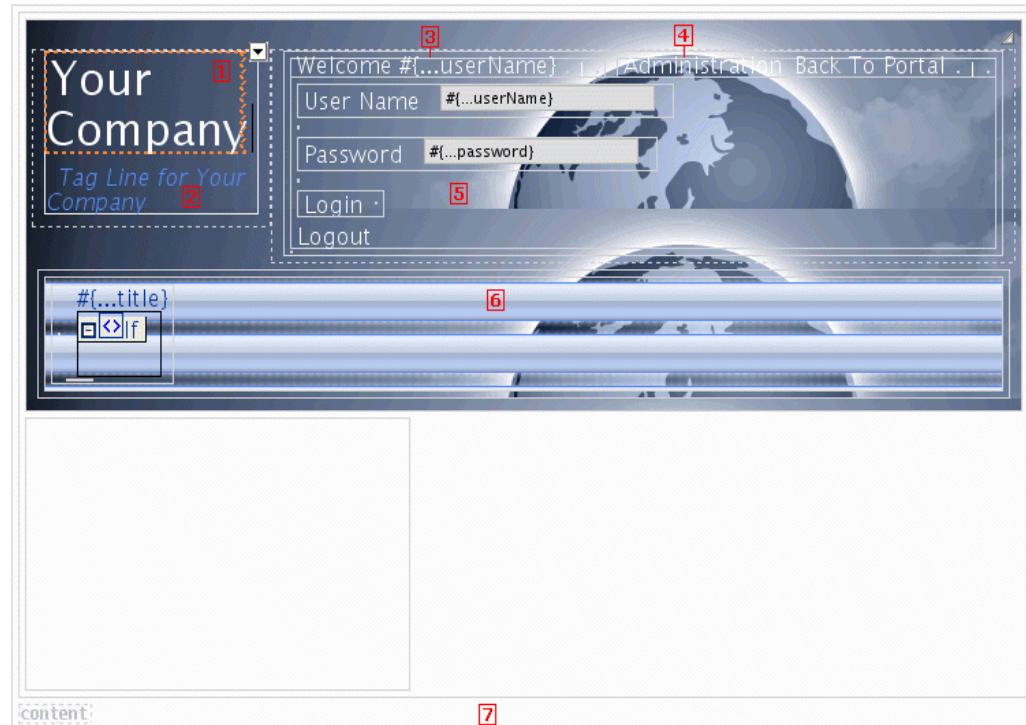 3
4
Your
Company
1
Tag Line for Your
Company
2
Welcome #{...userName} . | | Administration Back To Portal . | .
User Name #{...userName}
Password #{...password}
5
Login ·
Logout
6
#{...title}
<> If
content
7